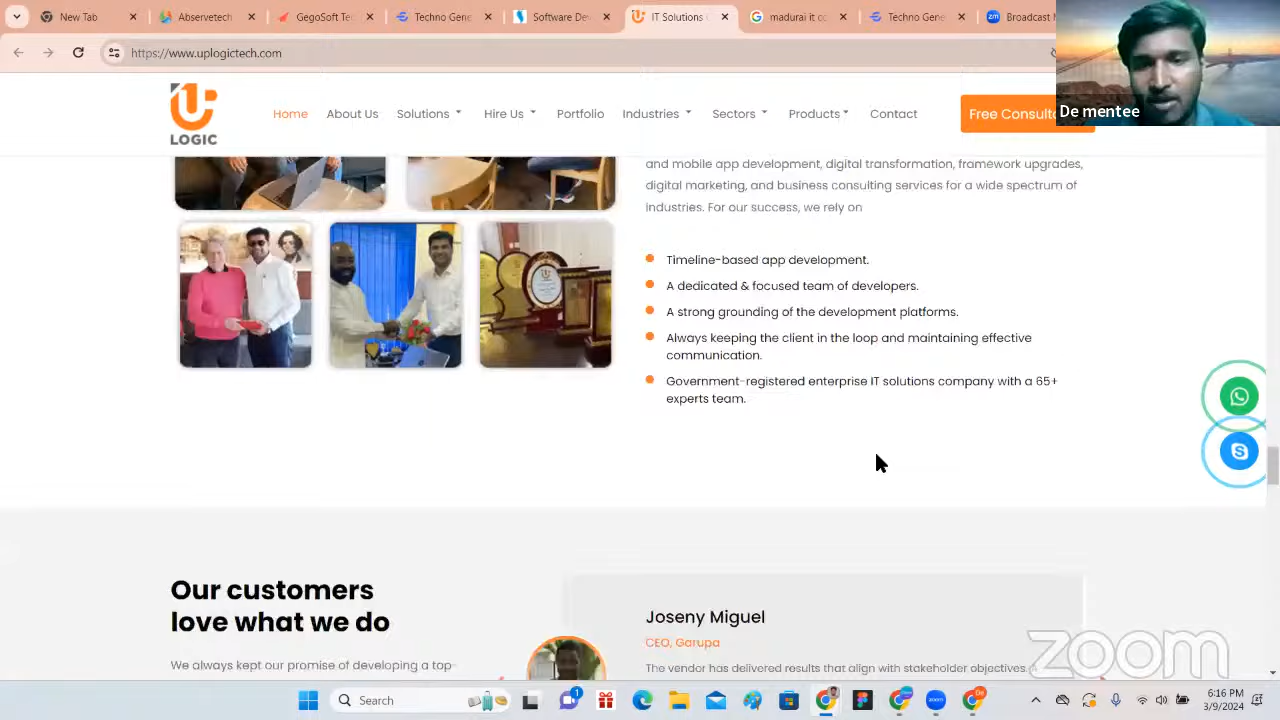 New Tab
Abservetech
GegoSoft Te
Techno Gene
Job Desc
IT Solutions
madurai it co
Techno Gene
zm
Broadcast M
https://www.uplogictech.com
De mentee
LOGIC
Home
About Us
Solutions
Hire Us
Portfolio
Industries
Sectors
Products
Contact
Free Consulta
and mobile app development, digital transformation, framework upgrades,
digital marketing, and business consulting services for a wide spectrum of
industries. For our success, we rely on
Timeline-based app development.
A dedicated & focused team of developers.
A strong grounding of the development platforms.
Always keeping the client in the loop and maintaining effective
communication.
Government-registered enterprise IT solutions company with a 65+
experts team.
Our customers
love what we do
We always kept our promise of developing a top-
Joseny Miguel
CEO, Garupa
The vendor has delivered results that align with stakeholder objectives.
zoom
Search
1
zoom
De
6:16 PM
3/9/2024